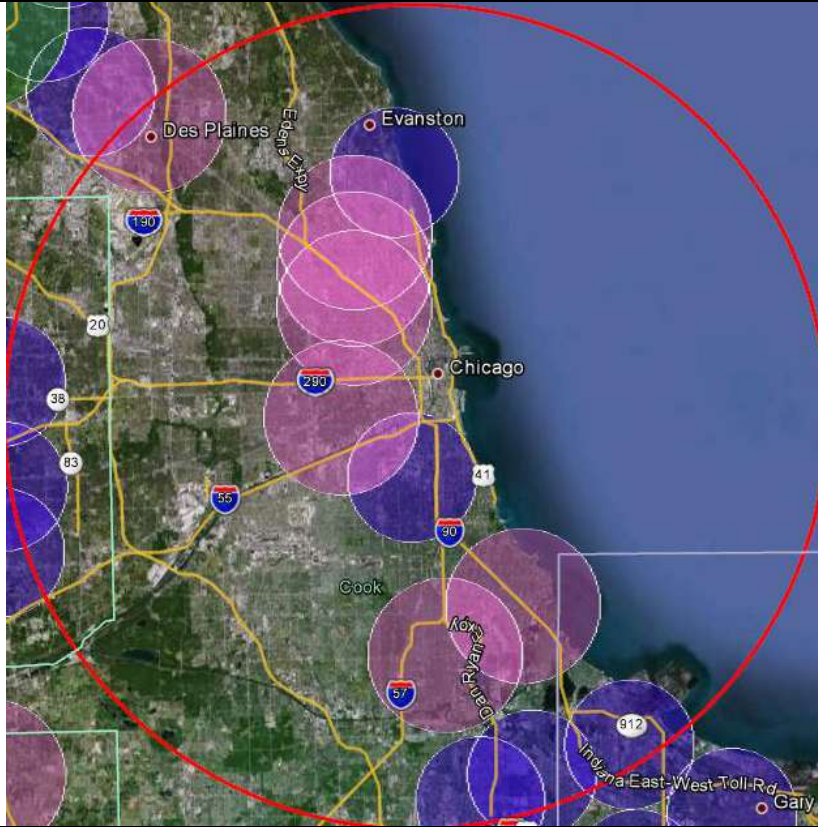 Evanston
Des Plaines
Edens Expy
190
20
Chicago
290
38
83
41
55
90
Cook
Expy
Dan Ryan
57
912
Indiana East-West Toll Rd
Gary